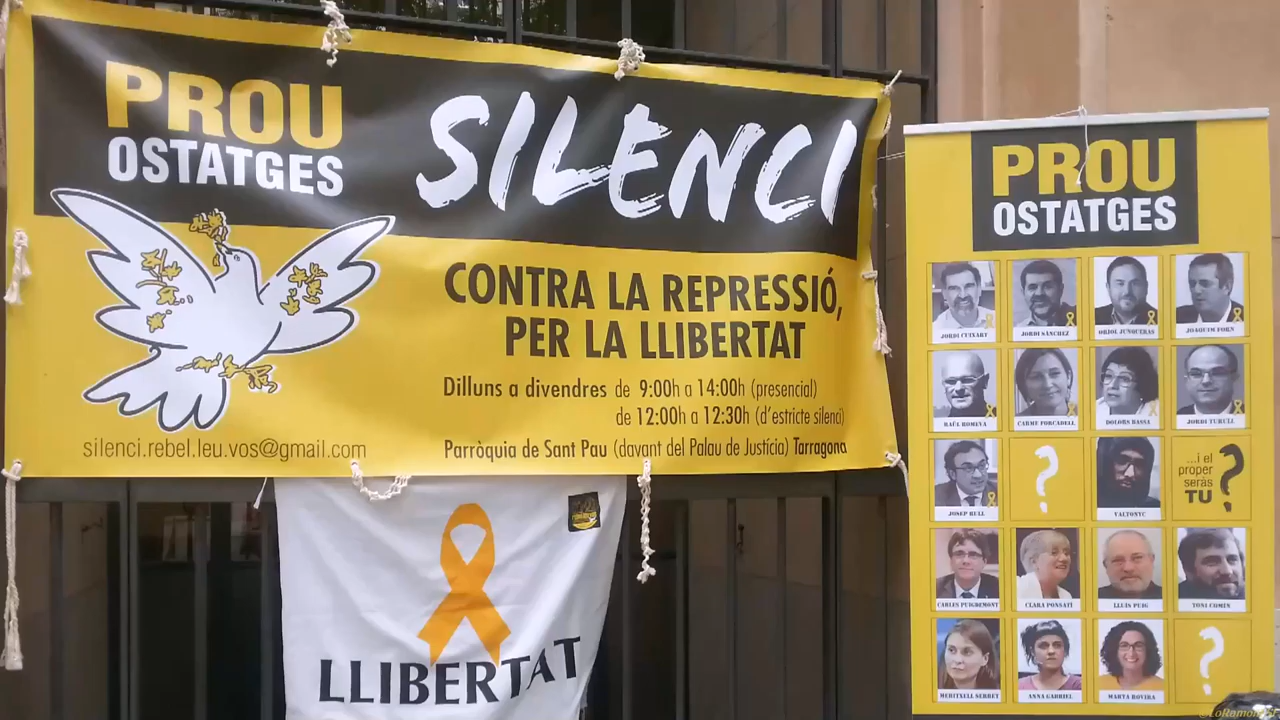 PROU
OSTATGES
SILENCI
CONTRA LA REPRESSIÓ,
PER LA LLIBERTAT
Dilluns a divendres de 9:00h a 14:00h (presencial)
de 12:00h a 12:30h (d'estricte silenci)
Parròquia de Sant Pau (davant del Palau de Justícia) Tarragona
silenci.rebel.leu.vos@gmail.com
LLIBERTAT
PROU
OSTATGES
JORDI CUIXART
JORDI SÀNCHEZ
ORIOL JUNQUERAS
JOAQUIM FORN
RAÜL ROMEVA
CARME FORCADELL
DOLORS BASSA
JORDI TURULL
JOSEP RULL
?
VALTONYC
...i el
proper
seràs
TU
?
CARLES PUIGDEMONT
CLARA PONSATÍ
LLUÍS PUIG
TONI COMÍN
MERITXELL SERRET
ANNA GABRIEL
MARTA ROVIRA
?